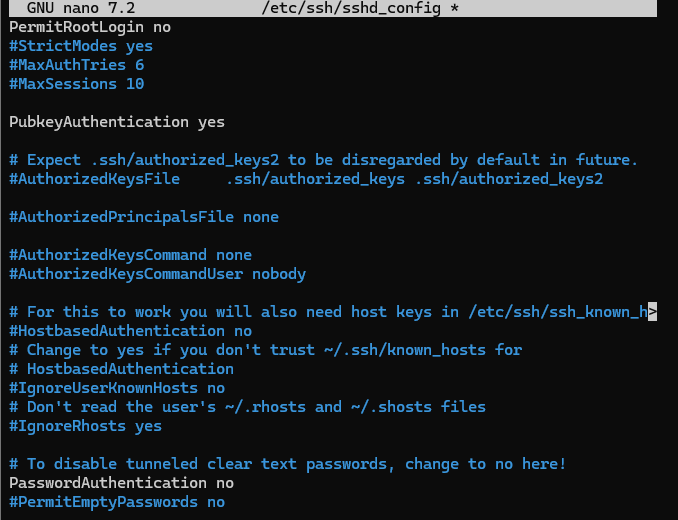 GNU nano 7.2 /etc/ssh/sshd_config *
PermitRootLogin no
#StrictModes yes
#MaxAuthTries 6
#MaxSessions 10
PubkeyAuthentication yes
# Expect .ssh/authorized_keys2 to be disregarded by default in future.
#AuthorizedKeysFile     .ssh/authorized_keys .ssh/authorized_keys2
#AuthorizedPrincipalsFile none
#AuthorizedKeysCommand none
#AuthorizedKeysCommandUser nobody
# For this to work you will also need host keys in /etc/ssh/ssh_known_h>
#HostbasedAuthentication no
# Change to yes if you don't trust ~/.ssh/known_hosts for
# HostbasedAuthentication
#IgnoreUserKnownHosts no
# Don't read the user's ~/.rhosts and ~/.shosts files
#IgnoreRhosts yes
# To disable tunneled clear text passwords, change to no here!
PasswordAuthentication no
#PermitEmptyPasswords no